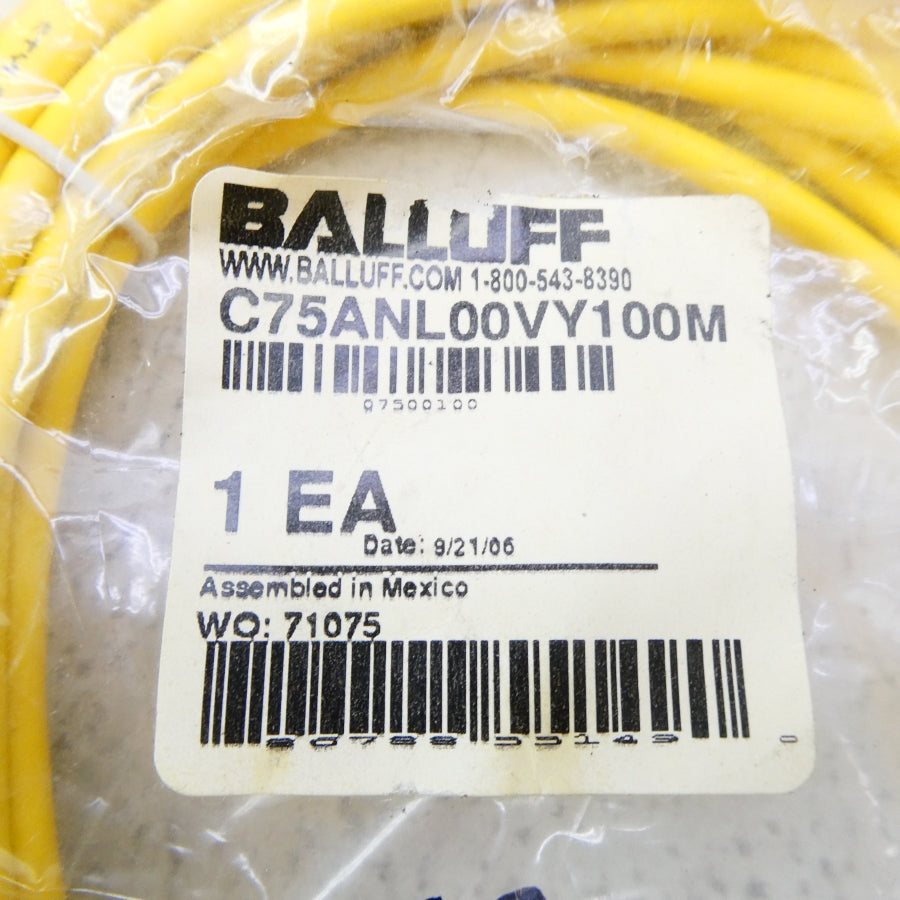 BALLUFF
WWW.BALLUFF.COM 1-800-543-8390
C75ANL00VY100M
07500100
1 EA
Date: 9/21/06
Assembled in Mexico
WO: 71075